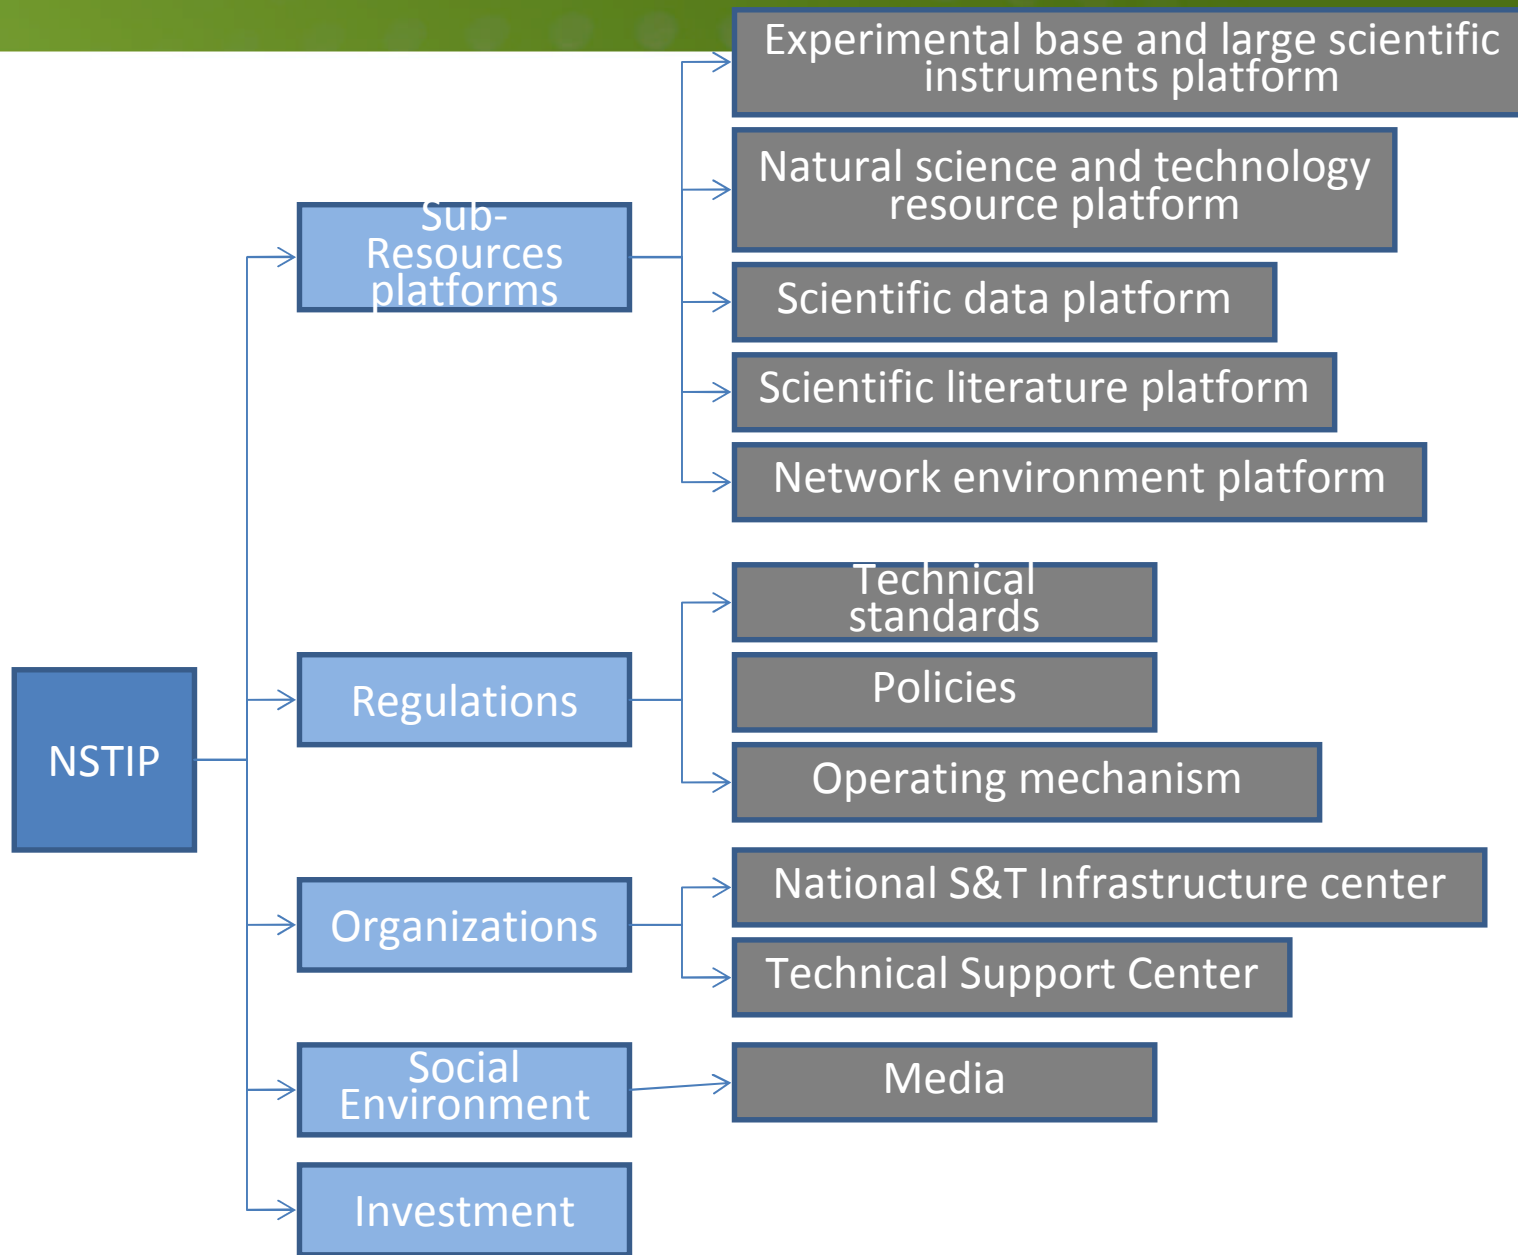 Experimental base and large scientific
instruments platform
Natural science and technology
resource platform
Sub-
Resources
platforms
Scientific data platform
Scientific literature platform
Network environment platform
Technical
standards
Regulations
Policies
NSTIP
Operating mechanism
National S&T Infrastructure center
Organizations
Technical Support Center
Social
Environment
Media
Investment